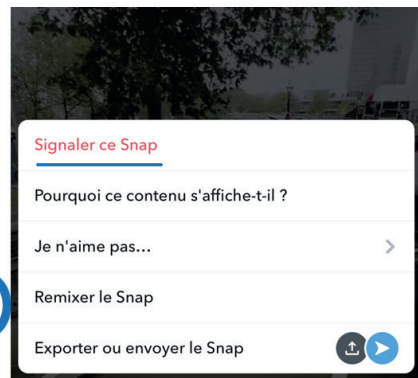 Signaler ce Snap
Pourquoi ce contenu s'affiche-t-il ?
Je n'aime pas...
Remixer le Snap
Exporter ou envoyer le Snap